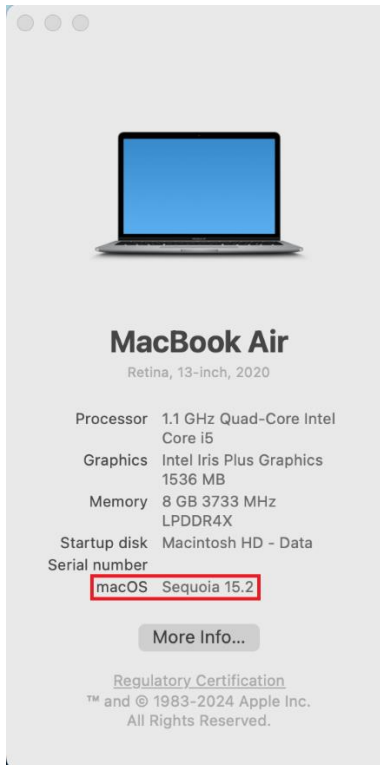 MacBook Air
Retina, 13-inch, 2020
Processor 1.1 GHz Quad-Core Intel
Core i5
Graphics Intel Iris Plus Graphics
1536 MB
Memory 8 GB 3733 MHz
LPDDR4X
Startup disk Macintosh HD - Data
Serial number
macOS Sequoia 15.2
More Info...
Regulatory Certification
™ and © 1983-2024 Apple Inc.
All Rights Reserved.